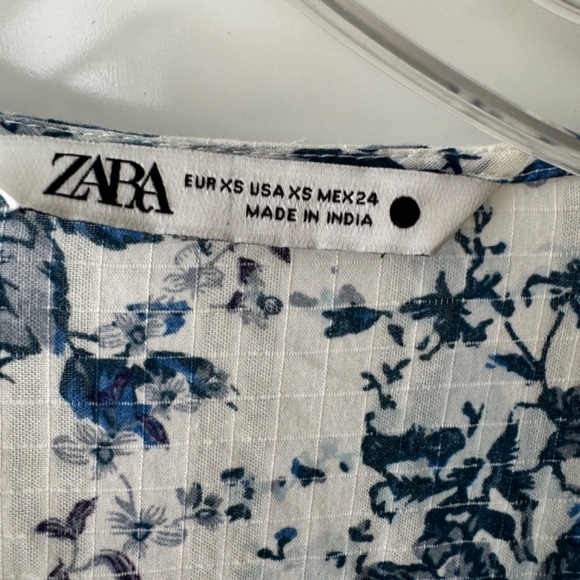 ZARA
EUR XS USA XS MEX 24
MADE IN INDIA